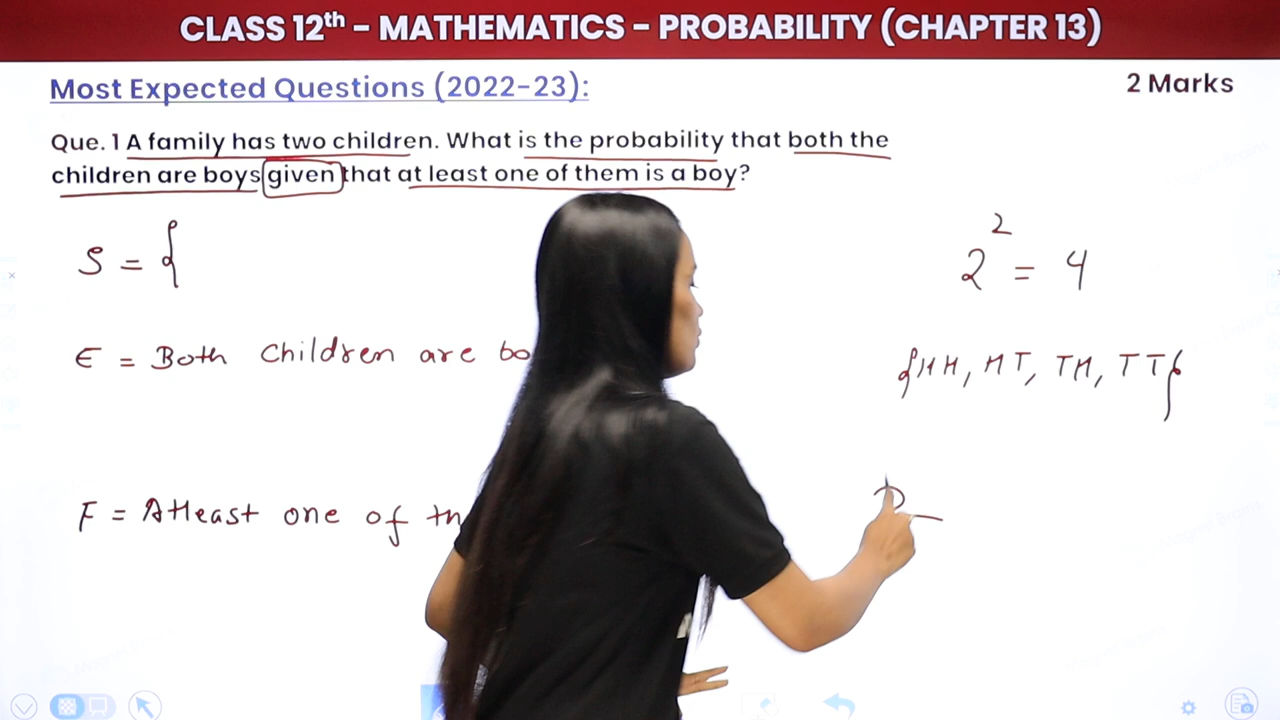 CLASS 12th - MATHEMATICS - PROBABILITY (CHAPTER 13)
Most Expected Questions (2022-23):
2 Marks
Que. 1 A family has two children. What is the probability that both the
children are boys given that at least one of them is a boy?
S = {
2² = 4
E = Both Children are bo
{HH, HT, TH, TT}
F = Atleast one of th